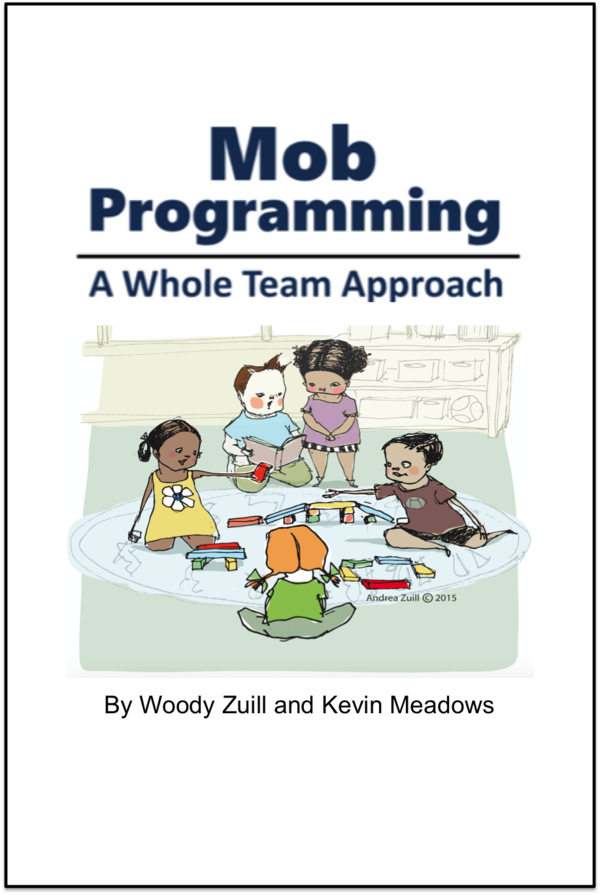 Mob
Programming
A Whole Team Approach
Andrea Zuill © 2015
By Woody Zuill and Kevin Meadows